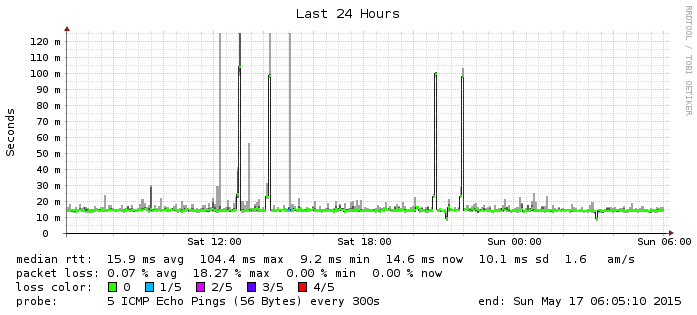 Last 24 Hours
RRDTOOL / TOBI OETIKER
Seconds
120 m
110 m
100 m
90 m
80 m
70 m
60 m
50 m
40 m
30 m
20 m
10 m
0
Sat 12:00 Sat 18:00 Sun 00:00 Sun 06:00
median rtt: 15.9 ms avg 104.4 ms max 9.2 ms min 14.6 ms now 10.1 ms sd 1.6 am/s
packet loss: 0.07 % avg 18.27 % max 0.00 % min 0.00 % now
loss color: 0 1/5 2/5 3/5 4/5
probe: 5 ICMP Echo Pings (56 Bytes) every 300s end: Sun May 17 06:05:10 2015